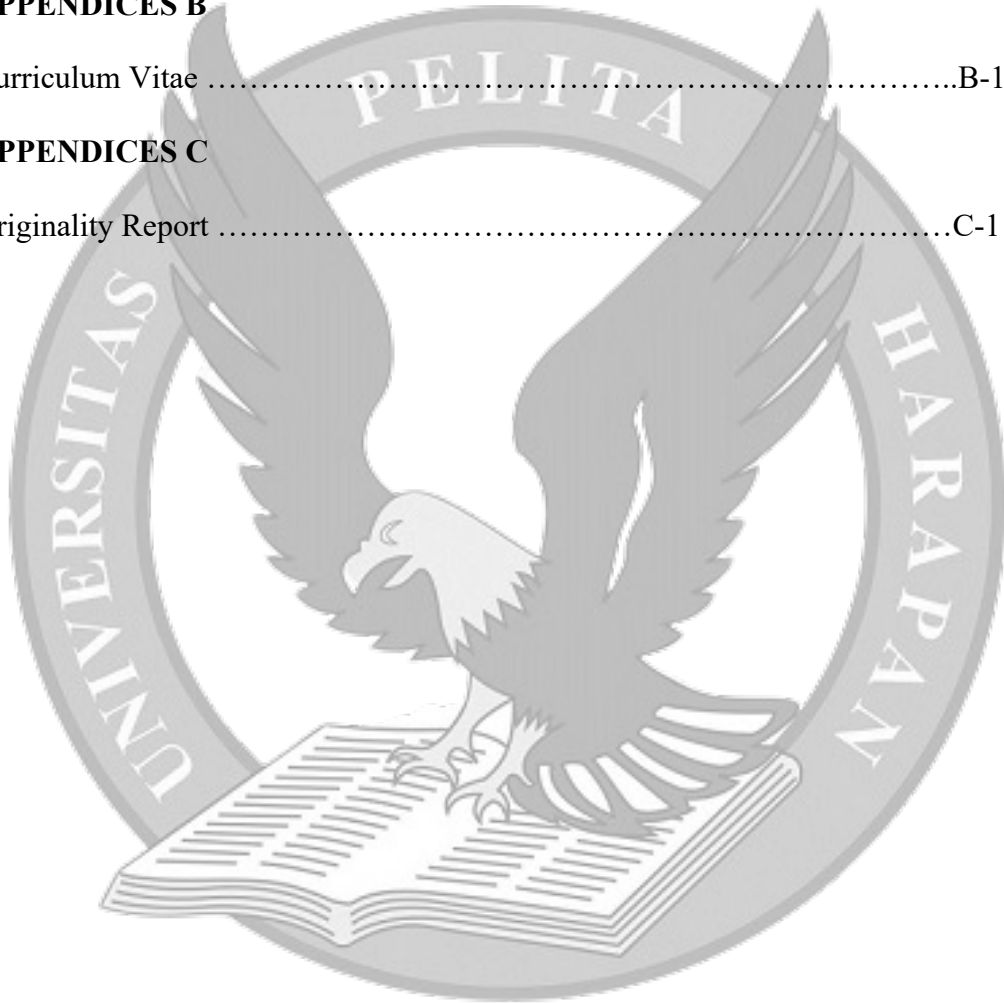 PPENDICES B
urriculum Vitae …………………………………………………………..B-1
PPENDICES C
riginality Report …………………………………………………………C-1
UNIVERSITAS PELITA HARAPAN